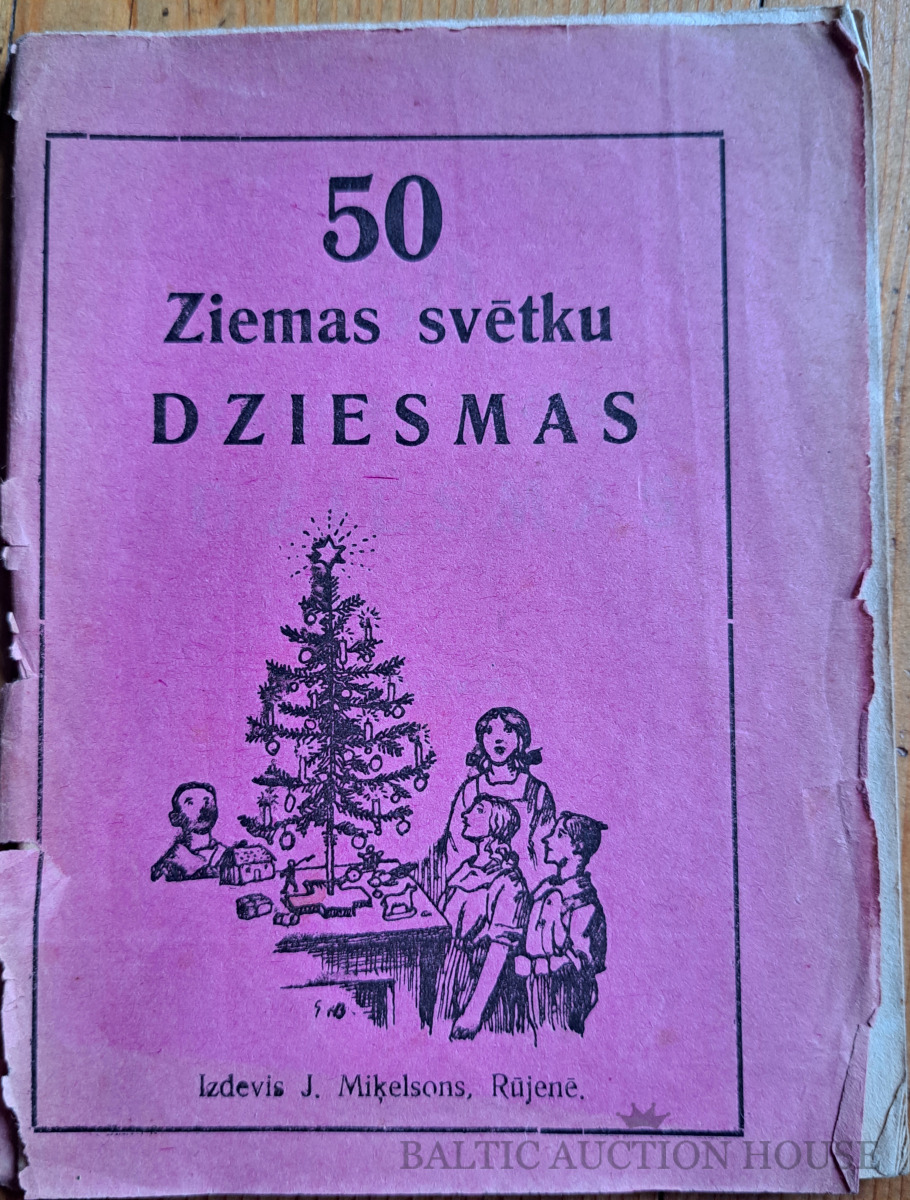 50
Ziemas svētku
DZIESMAS
Izdevis J. Miķelsons, Rūjenē.
BALTIC AUCTION HOUSE